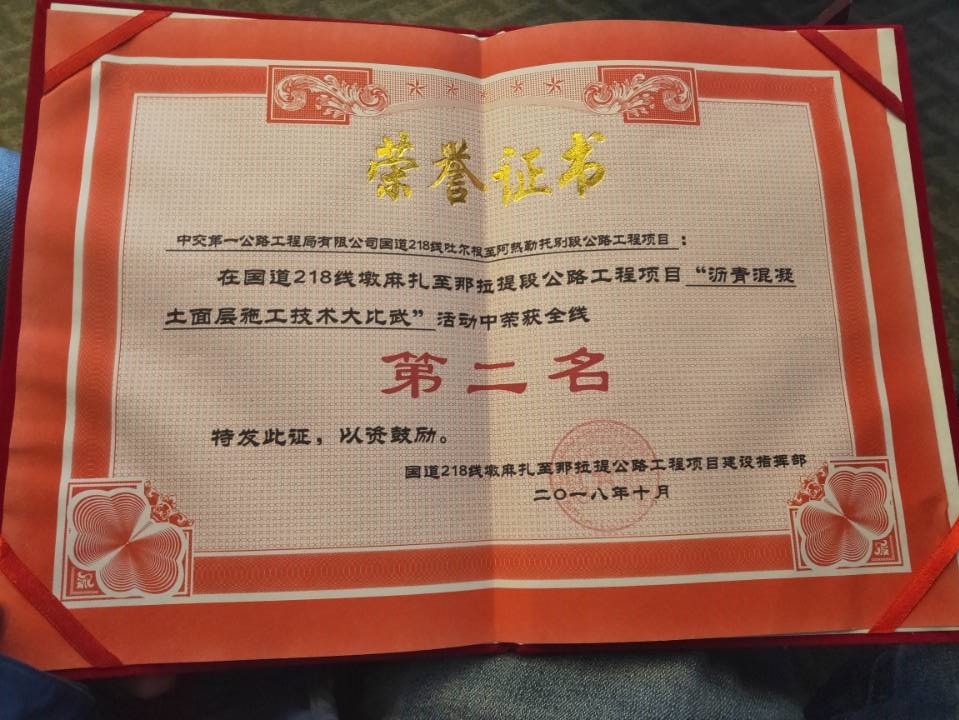 荣誉证书
中交第一公路工程局有限公司国道218线吐尔根至阿热勒托别段公路工程项目：
在国道218线墩麻扎至那拉提段公路工程项目“沥青混凝
土面层施工技术大比武”活动中荣获全线
第二名
特发此证，以资鼓励。
国道218线墩麻扎至那拉提公路工程项目建设指挥部
二〇一八年十月